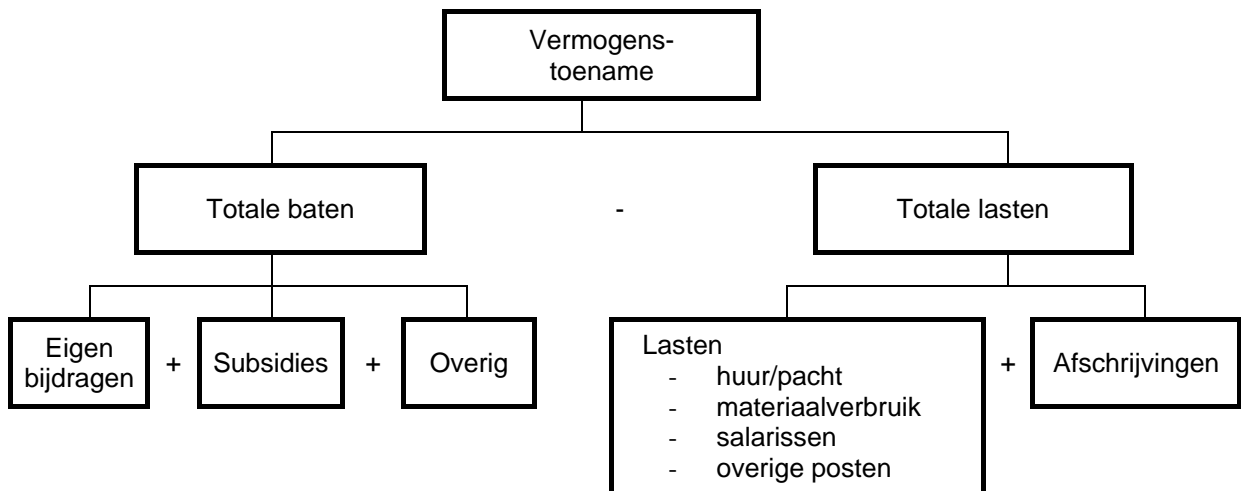 Vermogens-
toename
Totale baten
-
Totale lasten
Eigen
bijdragen
+
Subsidies
+
Overig
Lasten
- huur/pacht
- materiaalverbruik
- salarissen
- overige posten
+
Afschrijvingen